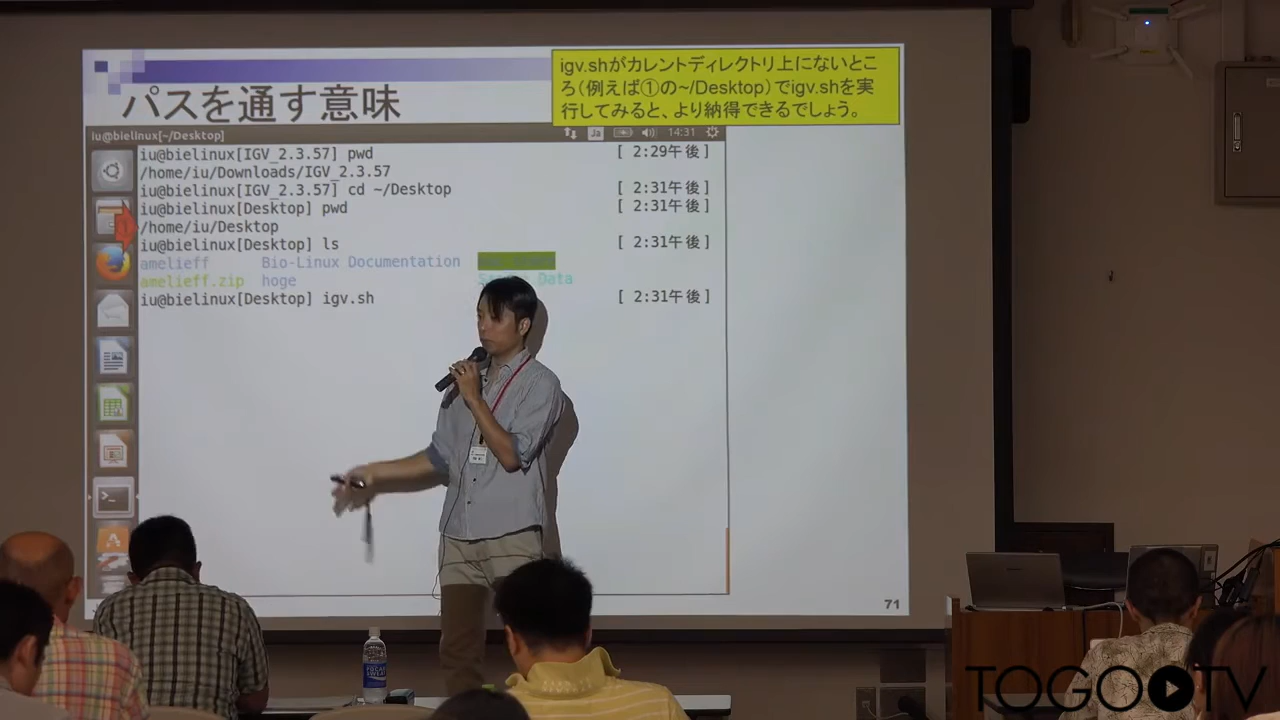 パスを通す意味
igv.shがカレントディレクトリ上にないとこ
ろ(例えば①の~/Desktop)でigv.shを実
行してみると、より納得できるでしょう。
iu@bielinux[~/Desktop]
Ja
14:31
iu@bielinux[IGV_2.3.57] pwd [ 2:29午後]
/home/iu/Downloads/IGV_2.3.57
iu@bielinux[IGV_2.3.57] cd ~/Desktop [ 2:31午後]
iu@bielinux[Desktop] pwd [ 2:31午後]
/home/iu/Desktop
iu@bielinux[Desktop] ls [ 2:31午後]
amelieff Bio-Linux Documentation
amelieff.zip hoge Data
iu@bielinux[Desktop] igv.sh [ 2:31午後]
71
POCARI
SWEAT
TOGOTV